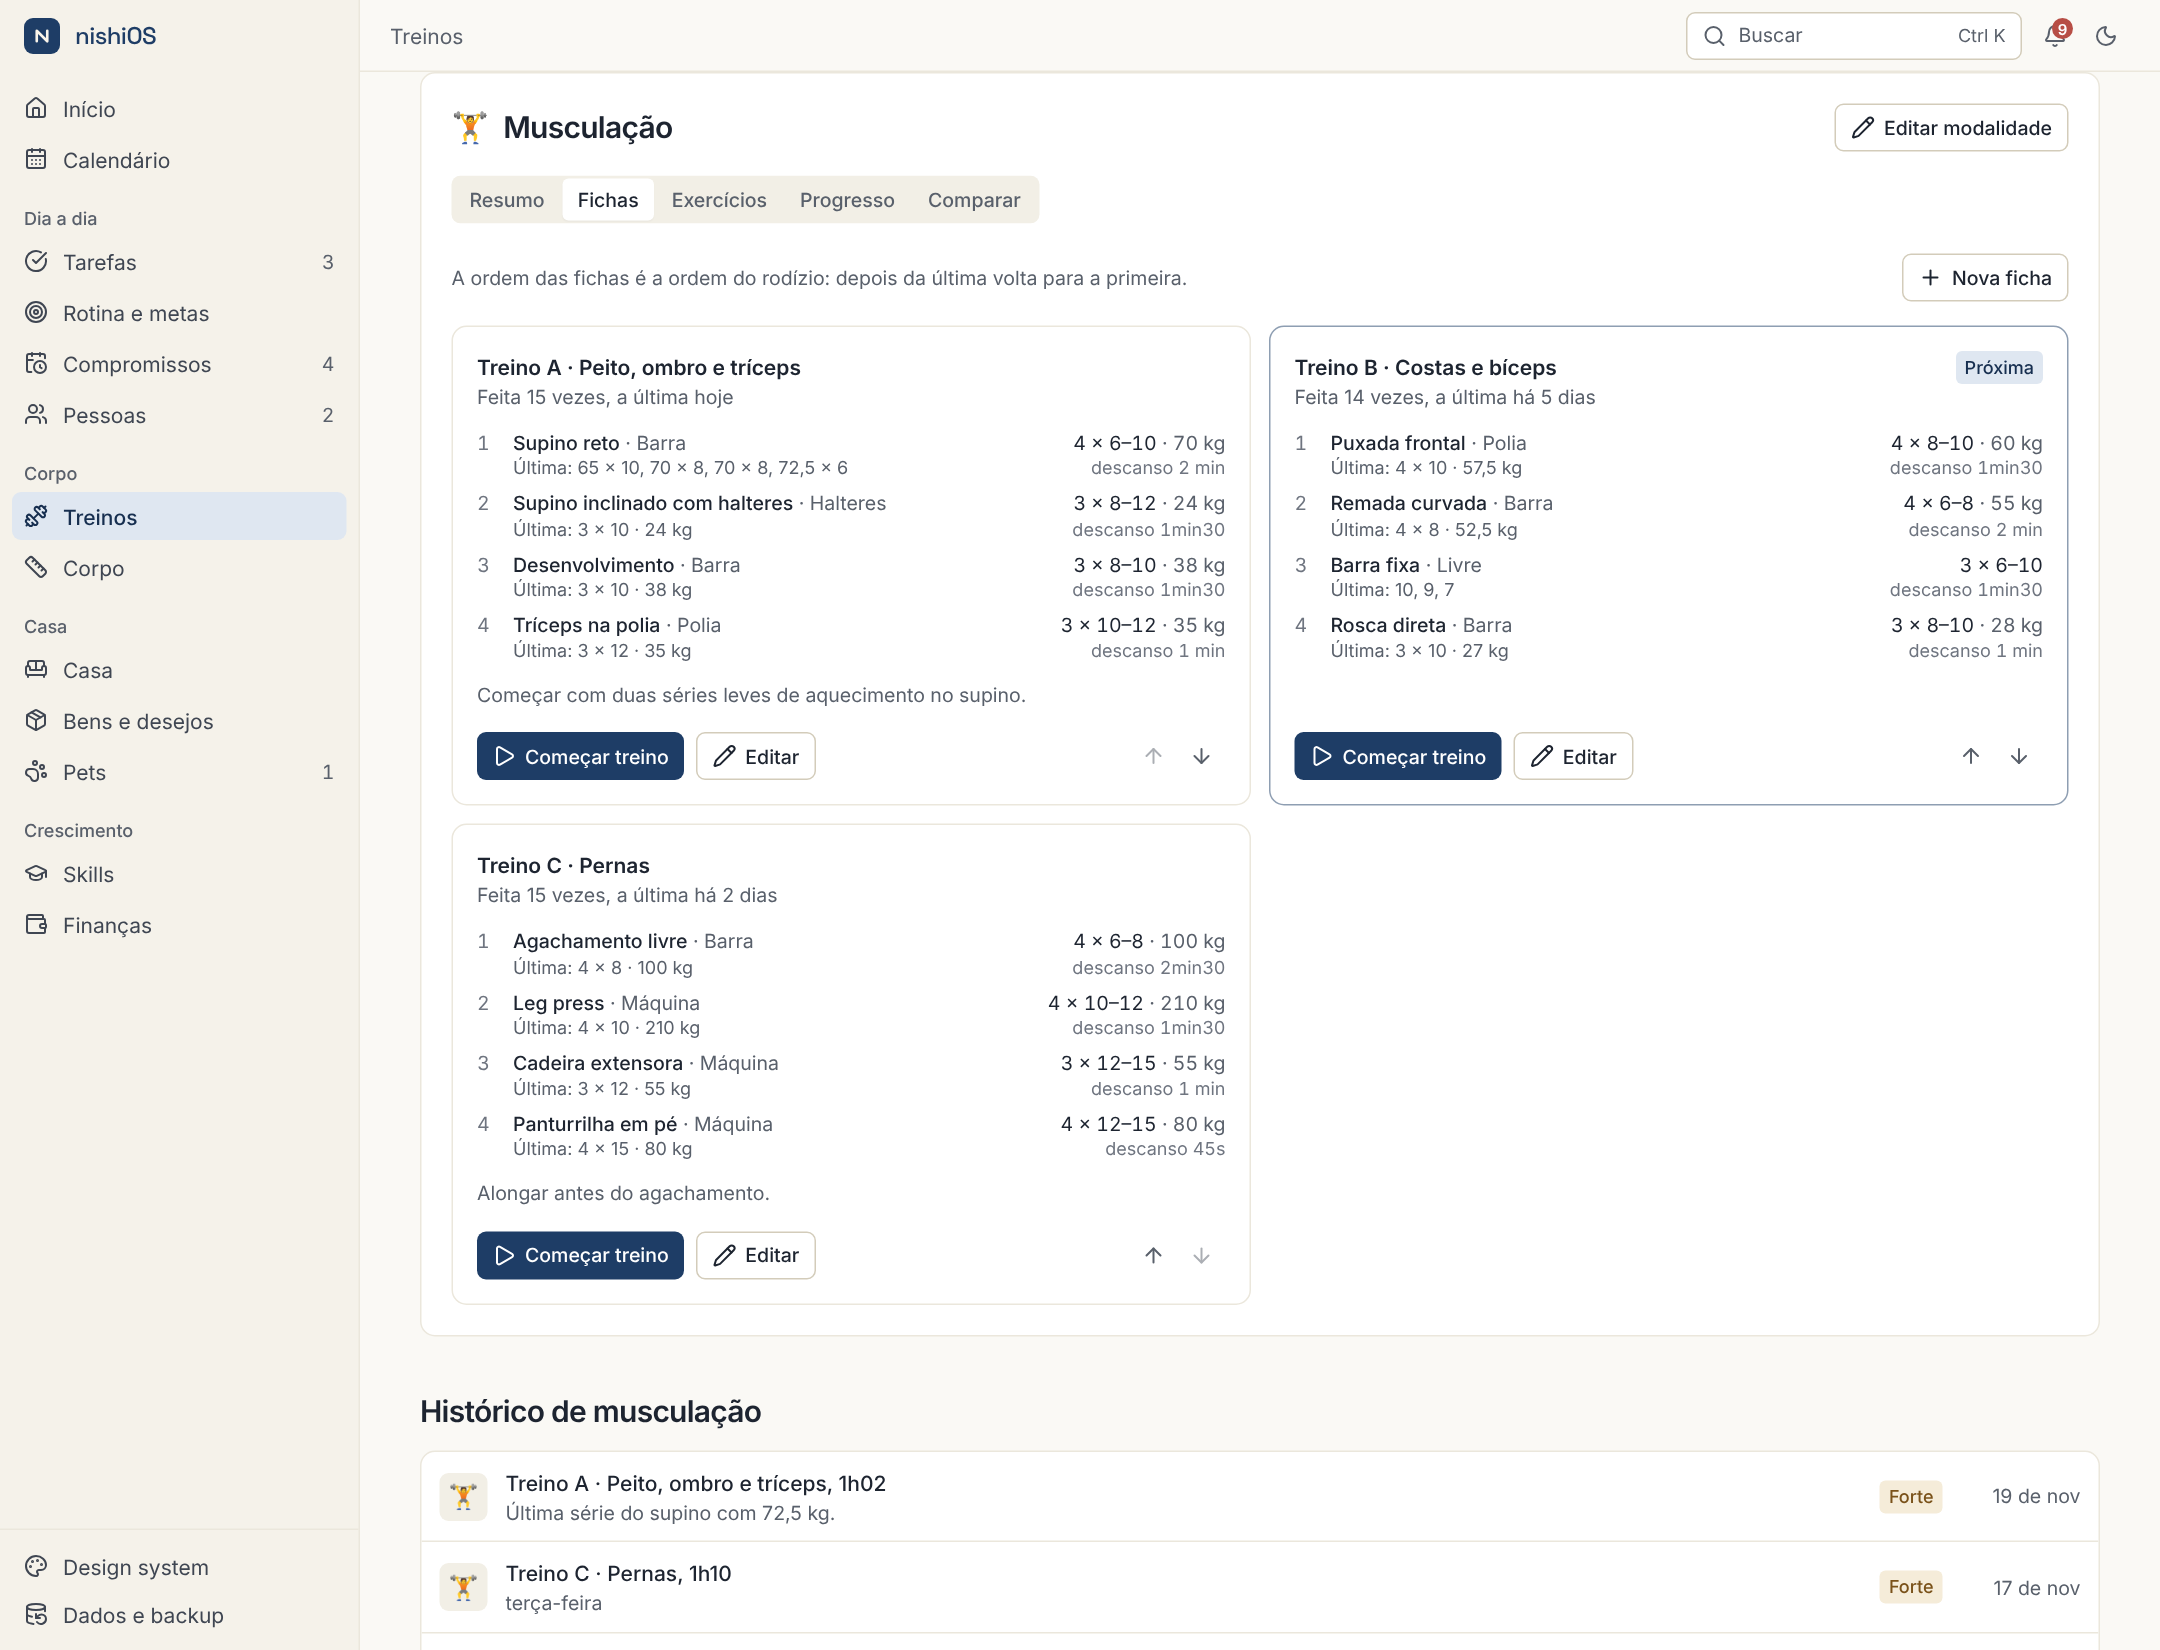 N nishiOS
Início
Calendário
Dia a dia
Tarefas 3
Rotina e metas
Compromissos 4
Pessoas 2
Corpo
Treinos
Corpo
Casa
Casa
Bens e desejos
Pets 1
Crescimento
Skills
Finanças
Design system
Dados e backup
Treinos
Buscar Ctrl K
9
Musculação
Editar modalidade
Resumo Fichas Exercícios Progresso Comparar
A ordem das fichas é a ordem do rodízio: depois da última volta para a primeira.
Nova ficha
Treino A · Peito, ombro e tríceps
Feita 15 vezes, a última hoje
1 Supino reto · Barra 4 × 6–10 · 70 kg
Última: 65 × 10, 70 × 8, 70 × 8, 72,5 × 6 descanso 2 min
2 Supino inclinado com halteres · Halteres 3 × 8–12 · 24 kg
Última: 3 × 10 · 24 kg descanso 1min30
3 Desenvolvimento · Barra 3 × 8–10 · 38 kg
Última: 3 × 10 · 38 kg descanso 1min30
4 Tríceps na polia · Polia 3 × 10–12 · 35 kg
Última: 3 × 12 · 35 kg descanso 1 min
Começar com duas séries leves de aquecimento no supino.
Começar treino Editar
Treino B · Costas e bíceps Próxima
Feita 14 vezes, a última há 5 dias
1 Puxada frontal · Polia 4 × 8–10 · 60 kg
Última: 4 × 10 · 57,5 kg descanso 1min30
2 Remada curvada · Barra 4 × 6–8 · 55 kg
Última: 4 × 8 · 52,5 kg descanso 2 min
3 Barra fixa · Livre 3 × 6–10
Última: 10, 9, 7 descanso 1min30
4 Rosca direta · Barra 3 × 8–10 · 28 kg
Última: 3 × 10 · 27 kg descanso 1 min
Começar treino Editar
Treino C · Pernas
Feita 15 vezes, a última há 2 dias
1 Agachamento livre · Barra 4 × 6–8 · 100 kg
Última: 4 × 8 · 100 kg descanso 2min30
2 Leg press · Máquina 4 × 10–12 · 210 kg
Última: 4 × 10 · 210 kg descanso 1min30
3 Cadeira extensora · Máquina 3 × 12–15 · 55 kg
Última: 3 × 12 · 55 kg descanso 1 min
4 Panturrilha em pé · Máquina 4 × 12–15 · 80 kg
Última: 4 × 15 · 80 kg descanso 45s
Alongar antes do agachamento.
Começar treino Editar
Histórico de musculação
Treino A · Peito, ombro e tríceps, 1h02
Última série do supino com 72,5 kg.
Forte 19 de nov
Treino C · Pernas, 1h10
terça-feira
Forte 17 de nov